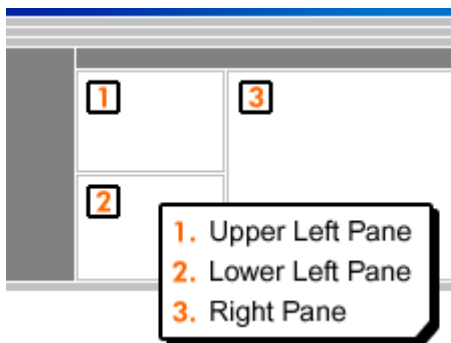 1
3
2
1. Upper Left Pane
2. Lower Left Pane
3. Right Pane